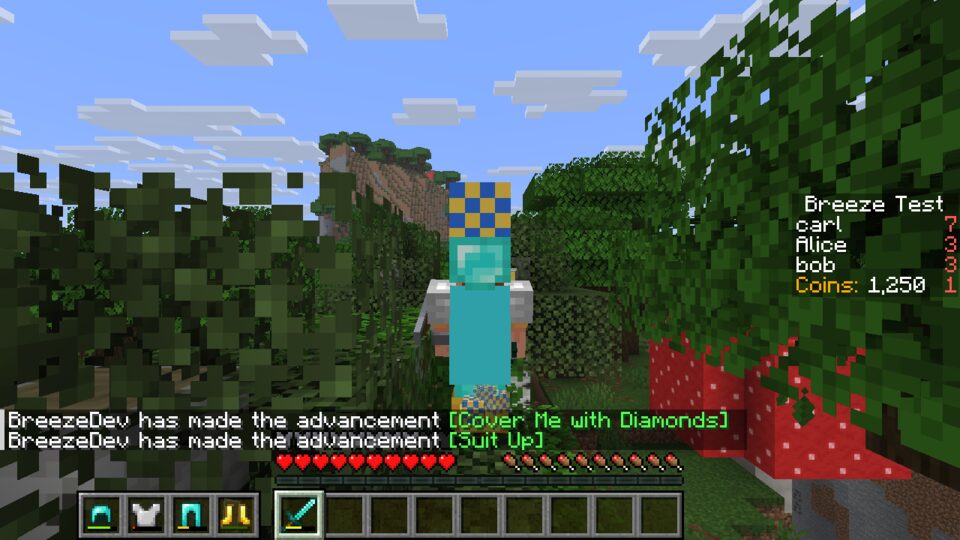 Breeze Test
carl 7
Alice 3
bob 3
Coins: 1,250 1
BreezeDev has made the advancement [Cover Me with Diamonds]
BreezeDev has made the advancement [Suit Up]